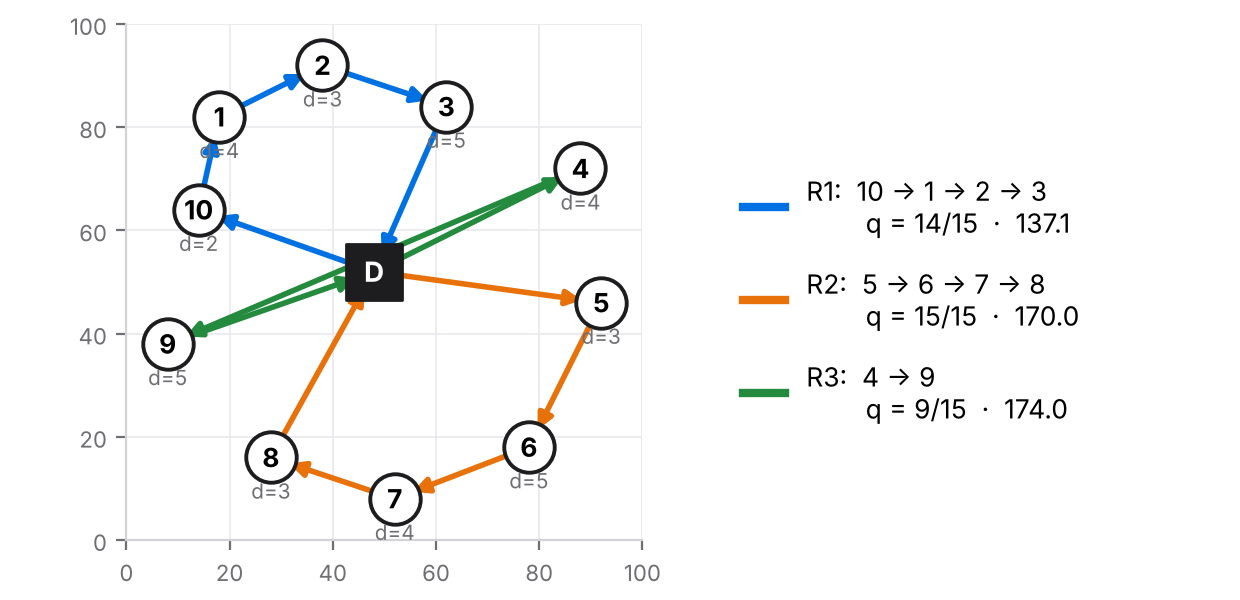 100
80
60
40
20
0
0 20 40 60 80 100
2
d=3
1
d=4
3
d=5
4
d=4
10
d=2
D
5
d=3
9
d=5
6
d=5
8
d=3
7
d=4
R1: 10 → 1 → 2 → 3
q = 14/15 · 137.1
R2: 5 → 6 → 7 → 8
q = 15/15 · 170.0
R3: 4 → 9
q = 9/15 · 174.0